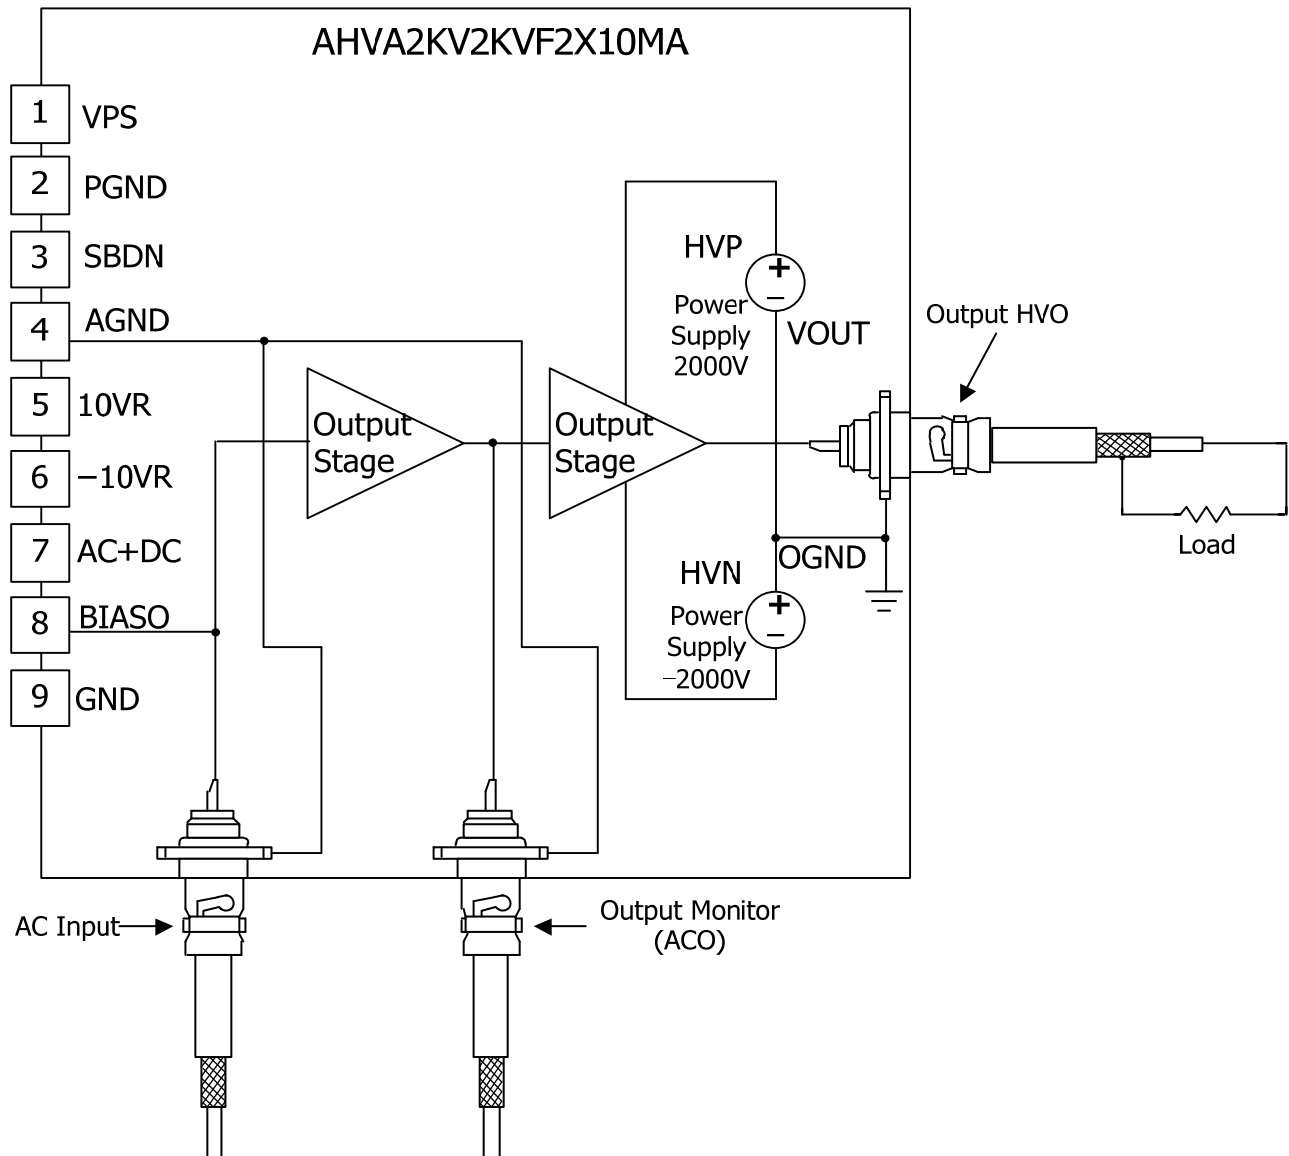 AHVA2KV2KVF2X10MA
1 VPS
2 PGND
3 SBDN
4 AGND
5 10VR
6 −10VR
7 AC+DC
8 BIASO
9 GND
Output
Stage
Output
Stage
HVP
+
−
Power
Supply
2000V
VOUT
Output HVO
Load
OGND
HVN
+
−
Power
Supply
−2000V
AC Input
Output Monitor
(ACO)